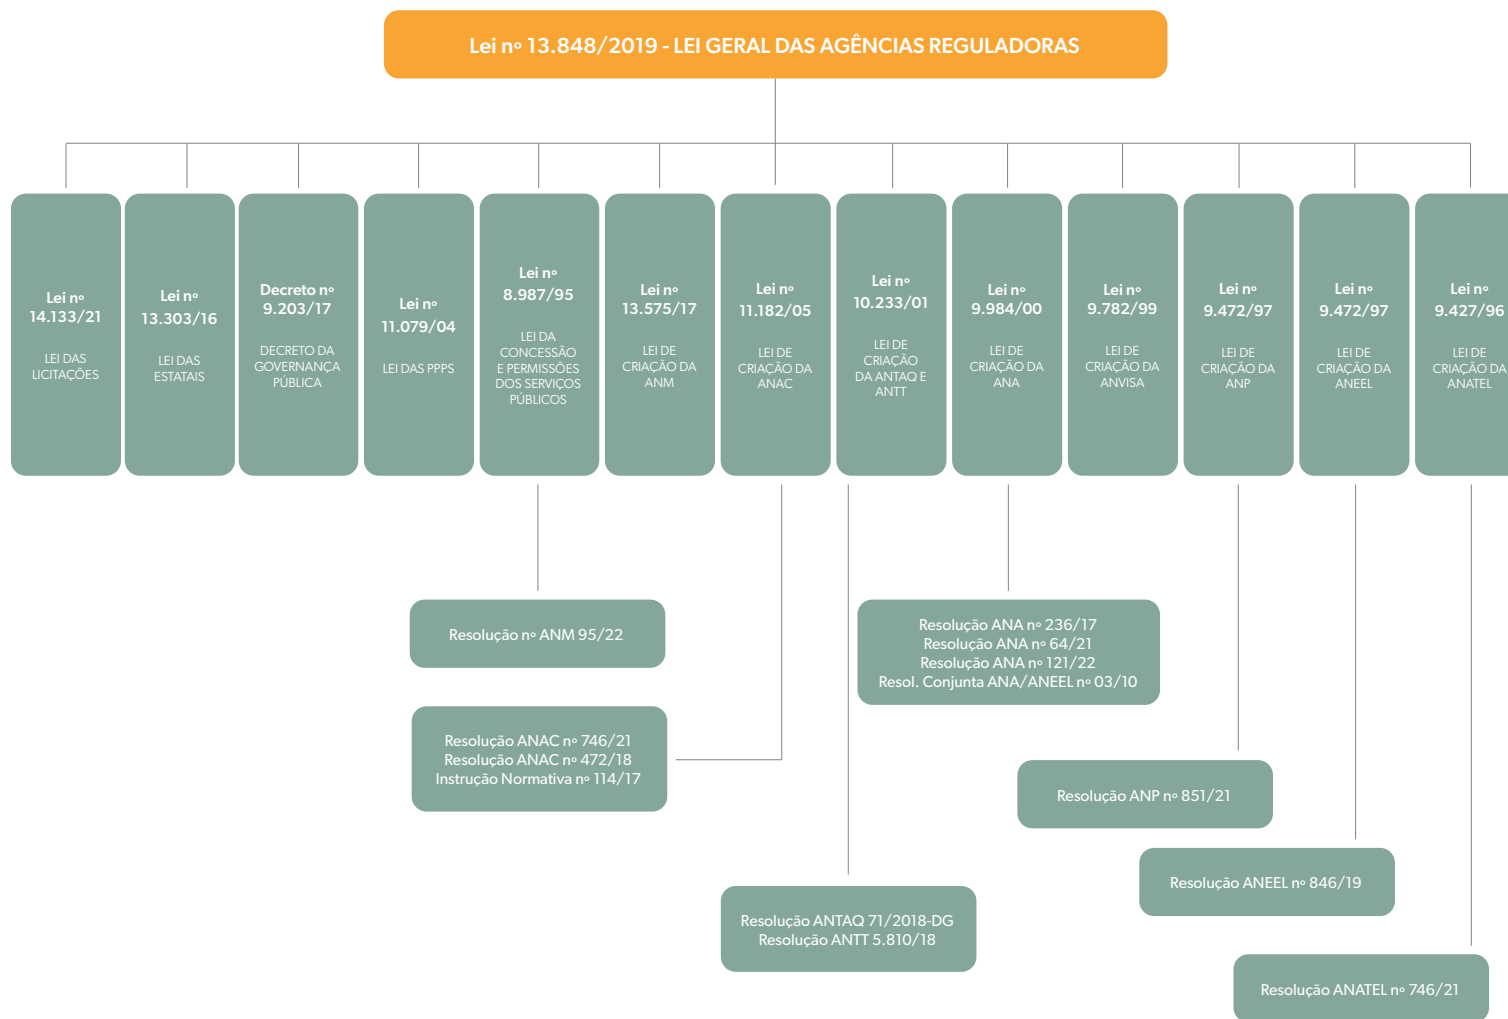 Lei nº 13.848/2019 - LEI GERAL DAS AGÊNCIAS REGULADORAS
Lei nº
14.133/21
LEI DAS
LICITAÇÕES
Lei nº
13.303/16
LEI DAS
ESTATAIS
Decreto nº
9.203/17
DECRETO DA
GOVERNANÇA
PÚBLICA
Lei nº
11.079/04
LEI DAS PPPS
Lei nº
8.987/95
LEI DA
CONCESSÃO
E PERMISSÕES
DOS SERVIÇOS
PÚBLICOS
Lei nº
13.575/17
LEI DE
CRIAÇÃO DA
ANM
Lei nº
11.182/05
LEI DE
CRIAÇÃO DA
ANAC
Lei nº
10.233/01
LEI DE
CRIAÇÃO
DA ANTAQ E
ANTT
Lei nº
9.984/00
LEI DE
CRIAÇÃO DA
ANA
Lei nº
9.782/99
LEI DE
CRIAÇÃO DA
ANVISA
Lei nº
9.472/97
LEI DE
CRIAÇÃO DA
ANP
Lei nº
9.472/97
LEI DE
CRIAÇÃO DA
ANEEL
Lei nº
9.427/96
LEI DE
CRIAÇÃO DA
ANATEL
Resolução nº ANM 95/22
Resolução ANA nº 236/17
Resolução ANA nº 64/21
Resolução ANA nº 121/22
Resol. Conjunta ANA/ANEEL nº 03/10
Resolução ANAC nº 746/21
Resolução ANAC nº 472/18
Instrução Normativa nº 114/17
Resolução ANP nº 851/21
Resolução ANEEL nº 846/19
Resolução ANTAQ 71/2018-DG
Resolução ANTT 5.810/18
Resolução ANATEL nº 746/21